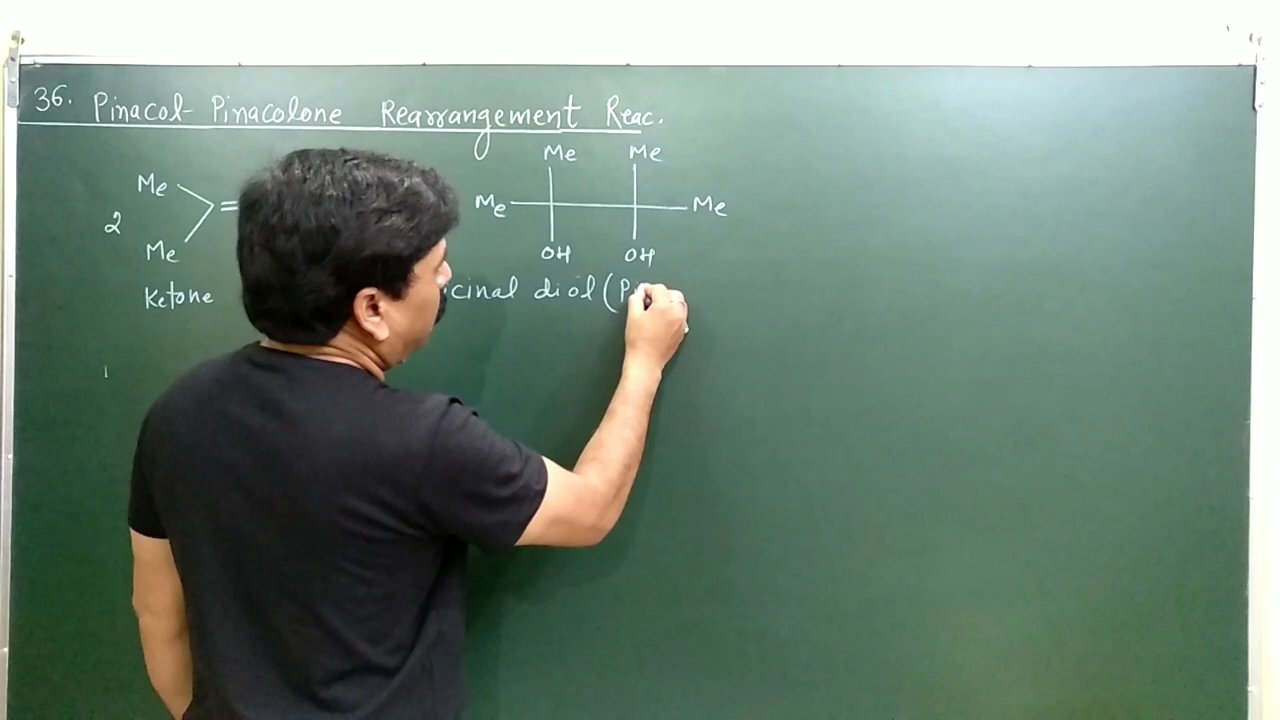 36. Pinacol-Pinacolone Rearrangement Reac.
Me Me
Me
2
Me Me
Me
OH OH
Ketone
cinal diol (P